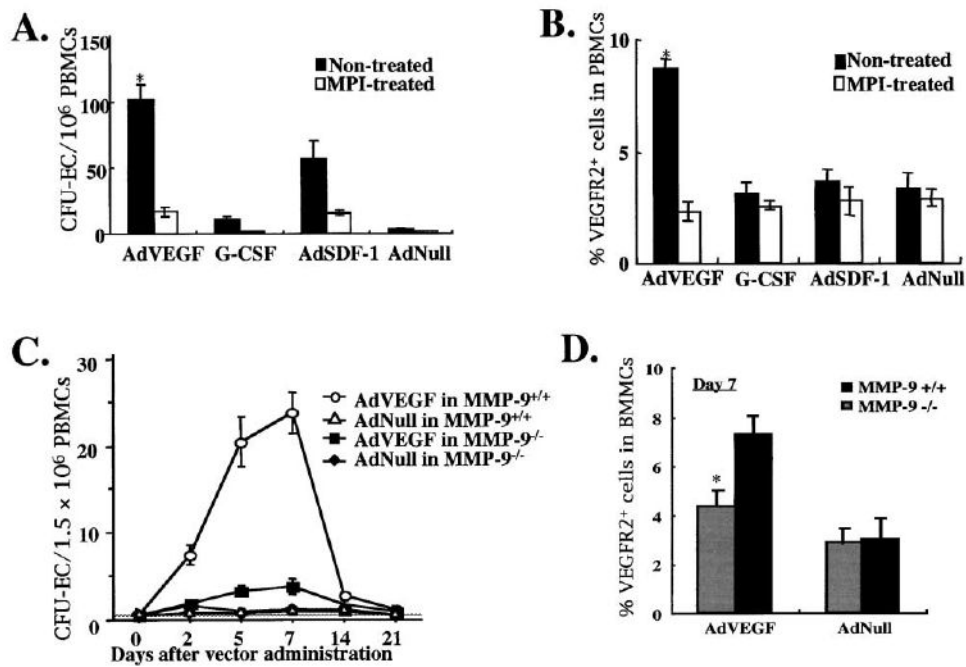 A.
CFU-EC/10⁶ PBMCs
150
100
50
0
*
Non-treated
MPI-treated
AdVEGF G-CSF AdSDF-1 AdNull
B.
% VEGFR2⁺ cells in PBMCs
10
5
0
*
Non-treated
MPI-treated
AdVEGF G-CSF AdSDF-1 AdNull
C.
CFU-EC/1.5 × 10⁶ PBMCs
30
20
10
0
AdVEGF in MMP-9⁺/⁺
AdNull in MMP-9⁺/⁺
AdVEGF in MMP-9⁻/⁻
AdNull in MMP-9⁻/⁻
0 2 5 7 14 21
Days after vector administration
D.
% VEGFR2⁺ cells in BMMCs
10
8
6
4
2
0
Day 7
MMP-9 +/+
MMP-9 -/-
*
AdVEGF AdNull